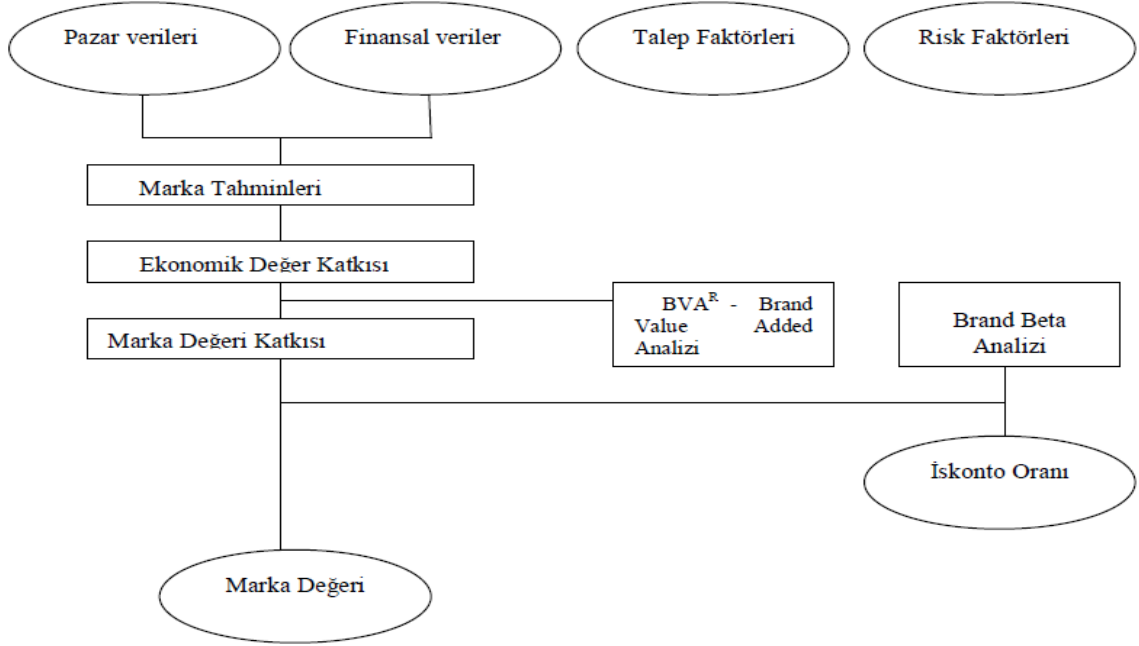 Pazar verileri
Finansal veriler
Talep Faktörleri
Risk Faktörleri
Marka Tahminleri
Ekonomik Değer Katkısı
Marka Değeri Katkısı
BVAᴿ - Brand
Value Added
Analizi
Brand Beta
Analizi
İskonto Oranı
Marka Değeri